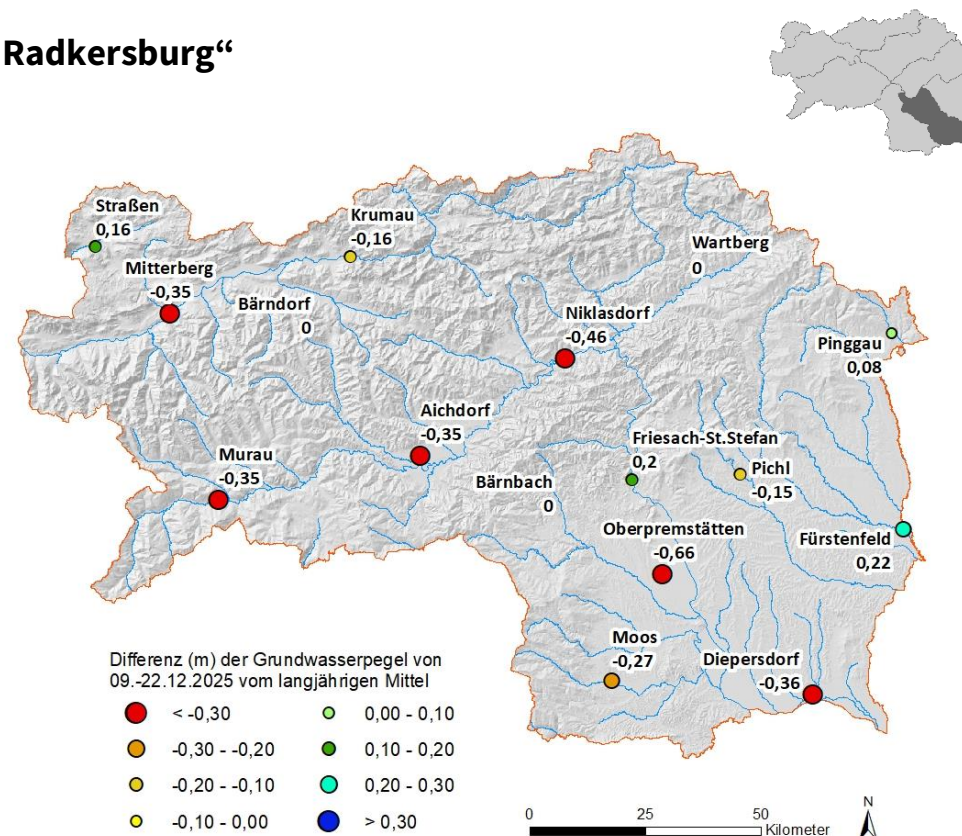 Radkersburg“
Straßen
0,16
Krumau
-0,16
Wartberg
0
Mitterberg
-0,35
Bärndorf
0
Niklasdorf
-0,46
Pinggau
0,08
Aichdorf
-0,35
Friesach-St.Stefan
0,2
Murau
-0,35
Bärnbach
0
Pichl
-0,15
Oberpremstätten
-0,66
Fürstenfeld
0,22
Moos
-0,27
Diepersdorf
-0,36
Differenz (m) der Grundwasserpegel von
09.-22.12.2025 vom langjährigen Mittel
< -0,30
0,00 - 0,10
-0,30 - -0,20
0,10 - 0,20
-0,20 - -0,10
0,20 - 0,30
-0,10 - 0,00
> 0,30
0 25 50
Kilometer
N